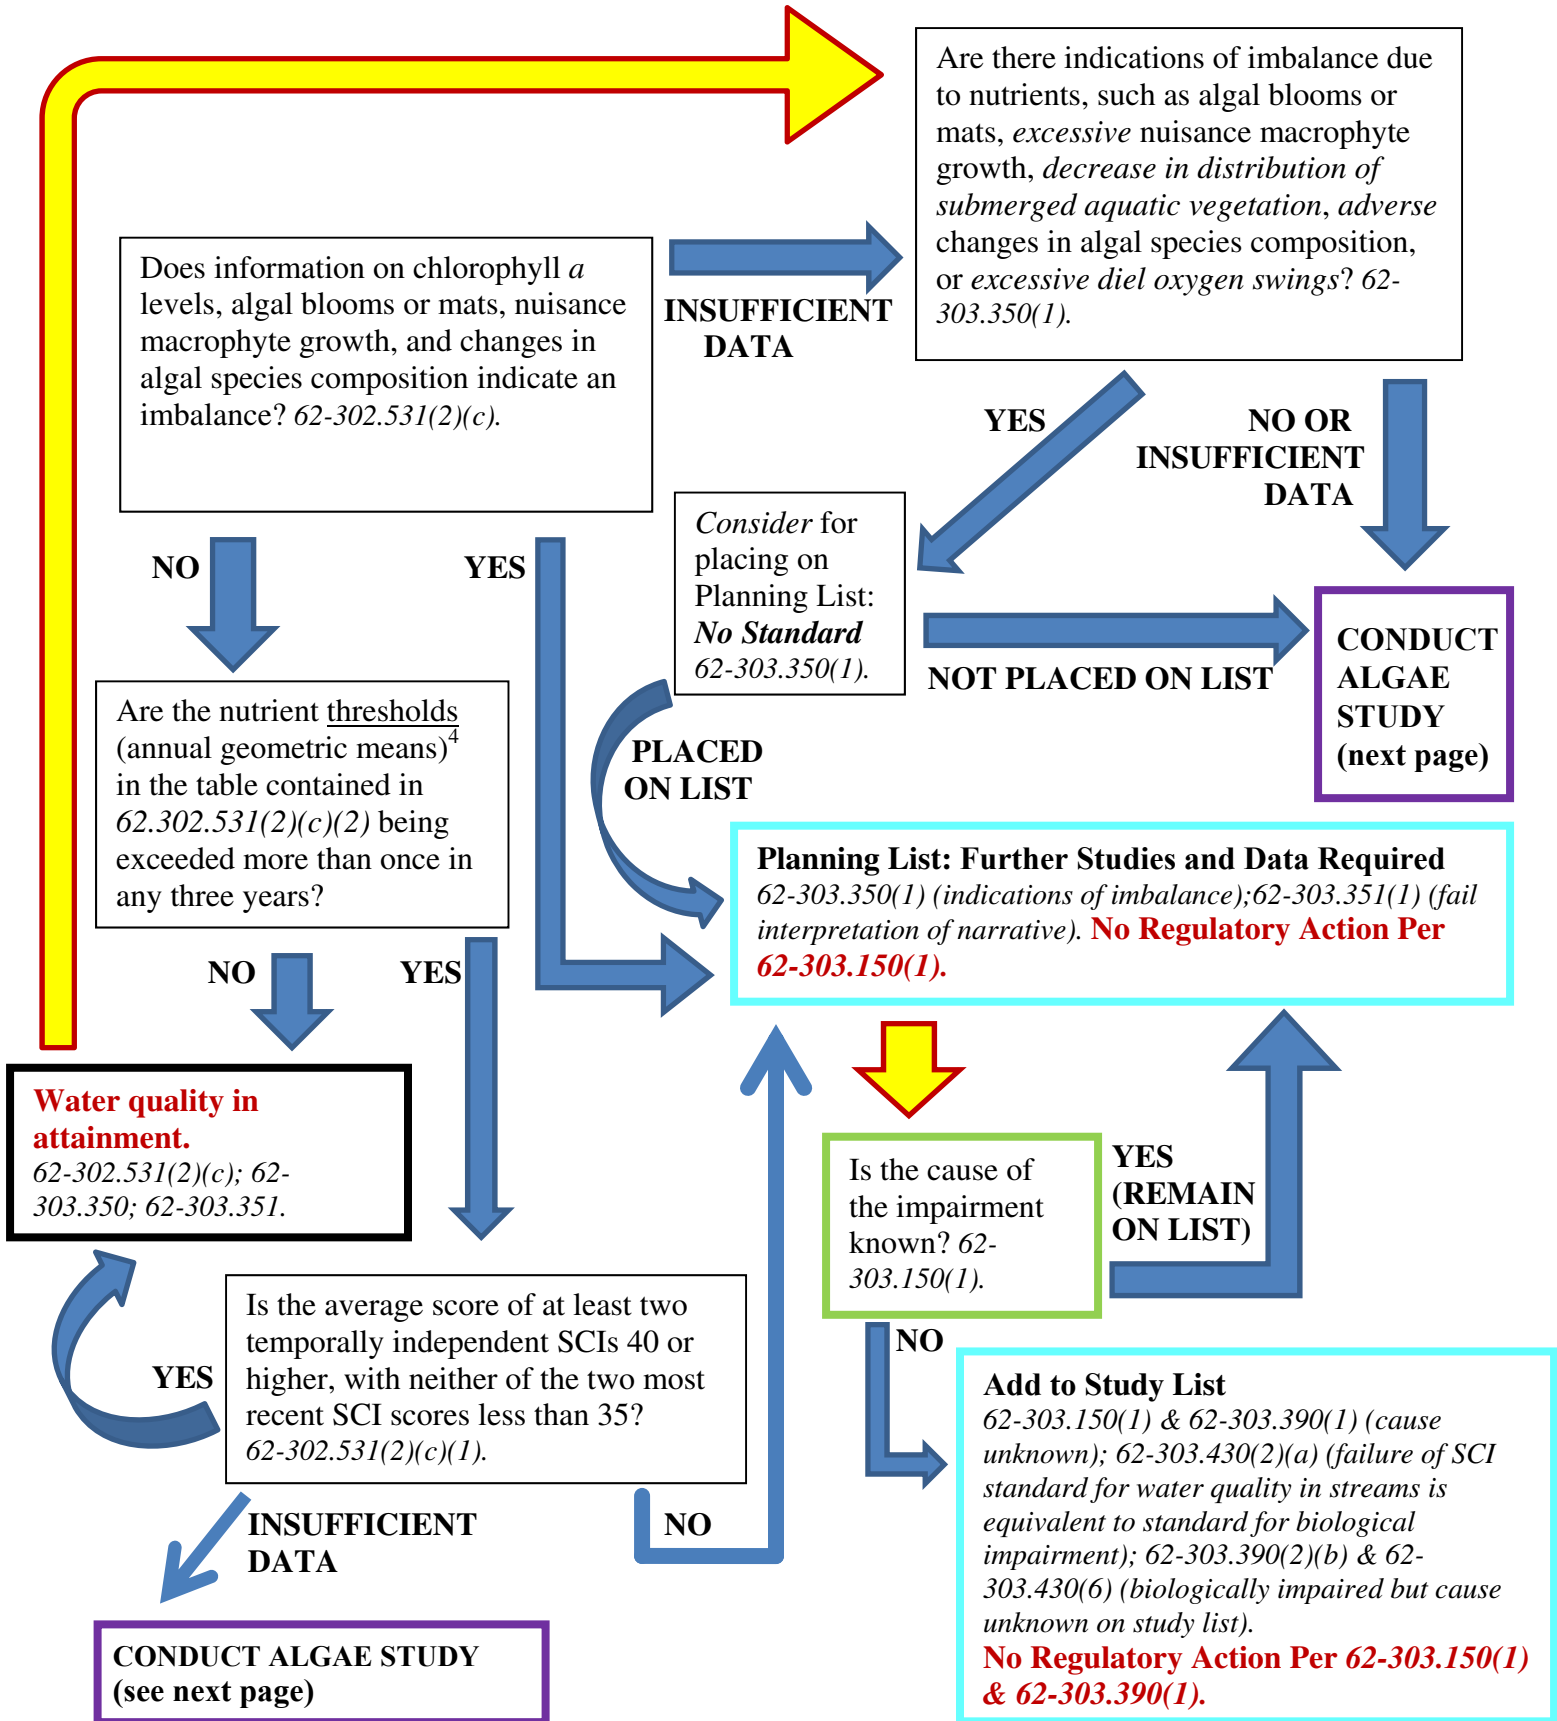 Are there indications of imbalance due
to nutrients, such as algal blooms or
mats, excessive nuisance macrophyte
growth, decrease in distribution of
submerged aquatic vegetation, adverse
changes in algal species composition,
or excessive diel oxygen swings? 62-
303.350(1).
Does information on chlorophyll a
levels, algal blooms or mats, nuisance
macrophyte growth, and changes in
algal species composition indicate an
imbalance? 62-302.531(2)(c).
INSUFFICIENT
DATA
YES
NO OR
INSUFFICIENT
DATA
Consider for
placing on
Planning List:
No Standard
62-303.350(1).
NO
YES
NOT PLACED ON LIST
CONDUCT
ALGAE
STUDY
(next page)
Are the nutrient thresholds
(annual geometric means)4
in the table contained in
62.302.531(2)(c)(2) being
exceeded more than once in
any three years?
PLACED
ON LIST
Planning List: Further Studies and Data Required
62-303.350(1) (indications of imbalance);62-303.351(1) (fail
interpretation of narrative). No Regulatory Action Per
62-303.150(1).
NO
YES
Water quality in
attainment.
62-302.531(2)(c); 62-
303.350; 62-303.351.
Is the cause of
the impairment
known? 62-
303.150(1).
YES
(REMAIN
ON LIST)
Is the average score of at least two
temporally independent SCIs 40 or
higher, with neither of the two most
recent SCI scores less than 35?
62-302.531(2)(c)(1).
YES
NO
Add to Study List
62-303.150(1) & 62-303.390(1) (cause
unknown); 62-303.430(2)(a) (failure of SCI
standard for water quality in streams is
equivalent to standard for biological
impairment); 62-303.390(2)(b) & 62-
303.430(6) (biologically impaired but cause
unknown on study list).
No Regulatory Action Per 62-303.150(1)
& 62-303.390(1).
INSUFFICIENT
DATA
NO
CONDUCT ALGAE STUDY
(see next page)